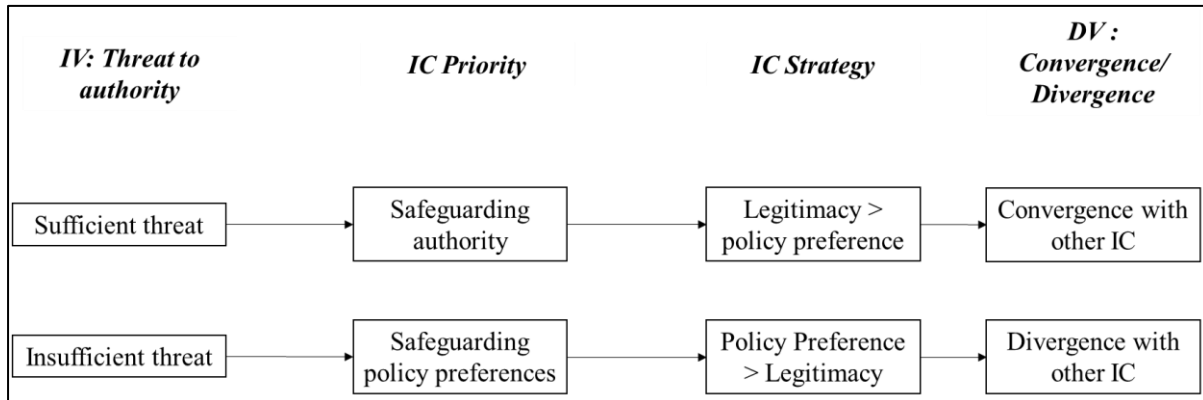 IV: Threat to
authority
IC Priority
IC Strategy
DV :
Convergence/
Divergence
Sufficient threat
Safeguarding
authority
Legitimacy >
policy preference
Convergence with
other IC
Insufficient threat
Safeguarding
policy preferences
Policy Preference
> Legitimacy
Divergence with
other IC